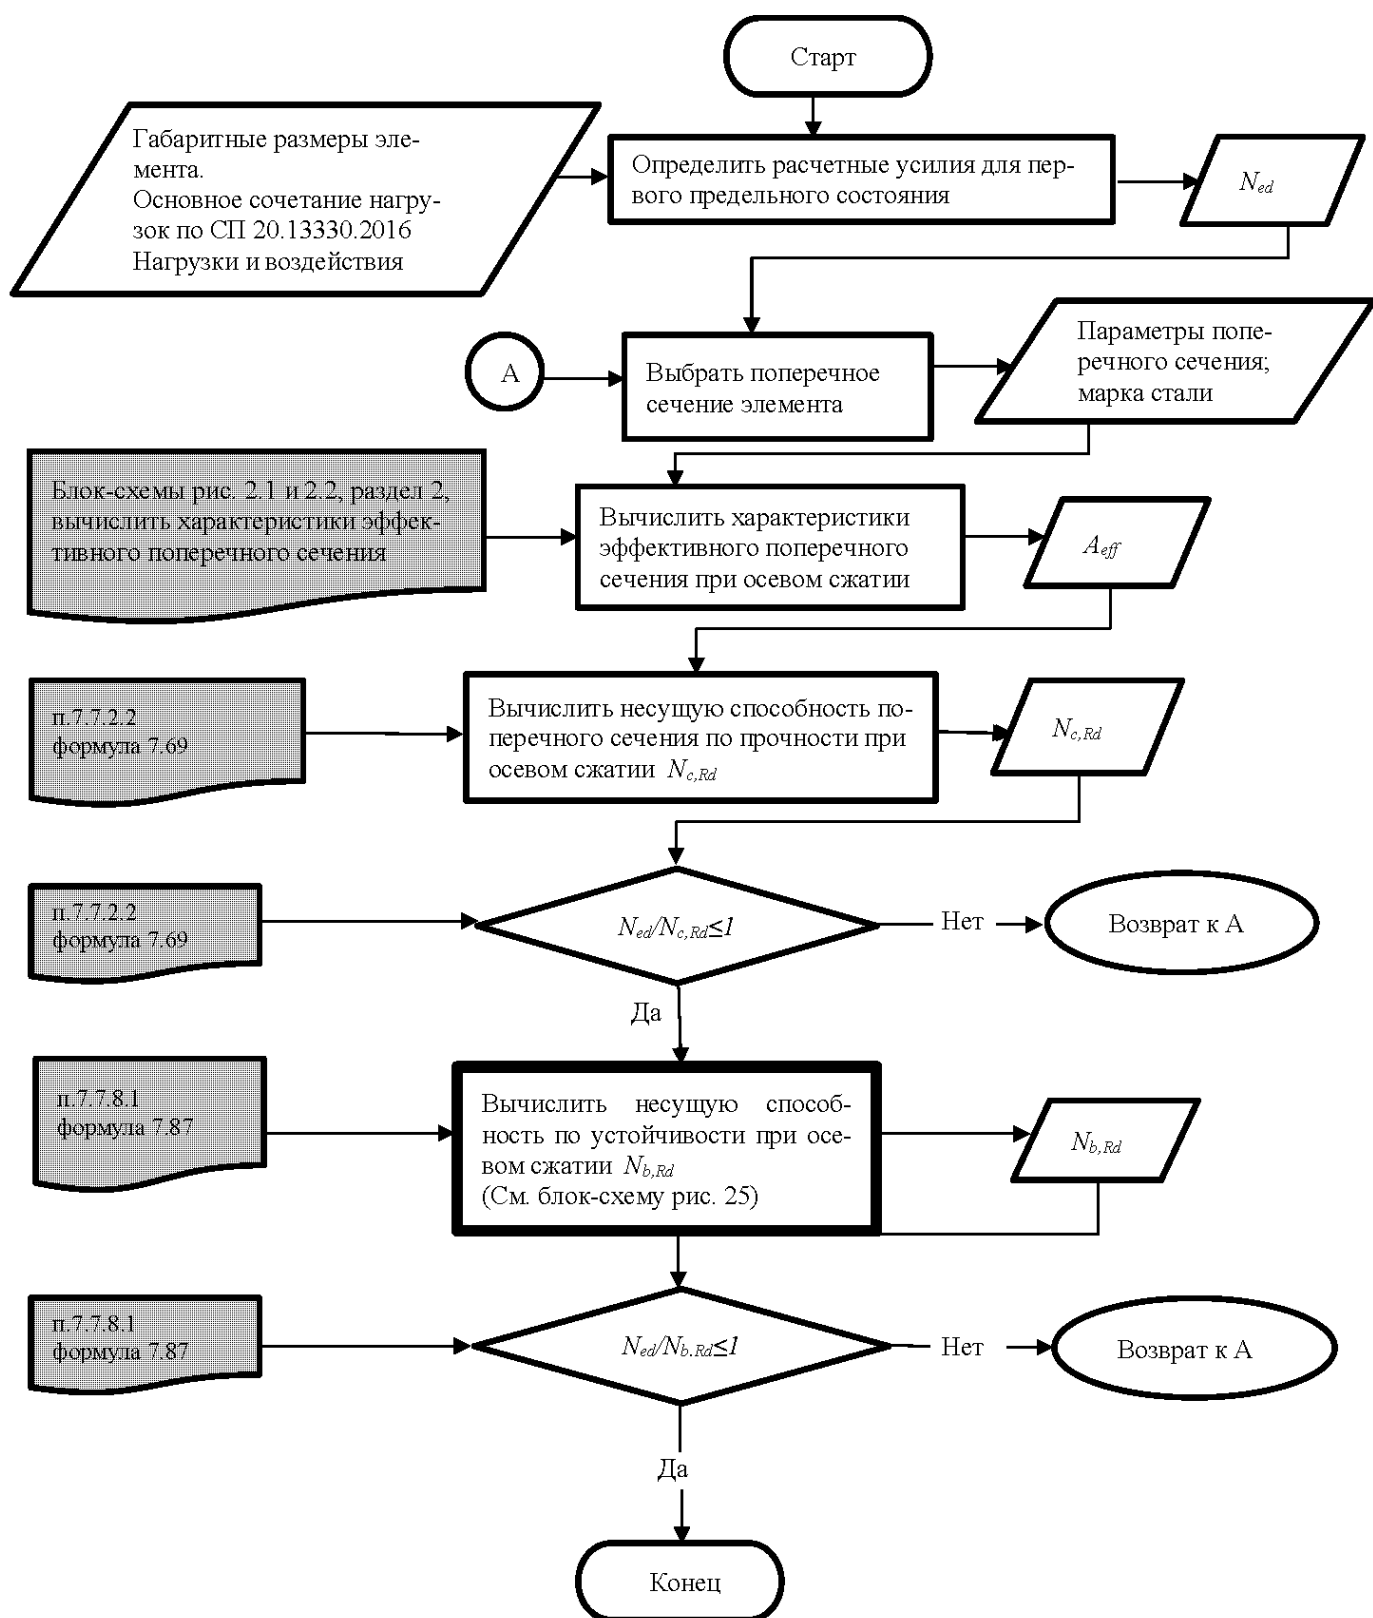 Старт
Габаритные размеры эле-
мента.
Основное сочетание нагру-
зок по СП 20.13330.2016
Нагрузки и воздействия
Определить расчетные усилия для пер-
вого предельного состояния
Ned
А
Выбрать поперечное
сечение элемента
Параметры попе-
речного сечения;
марка стали
Блок-схемы рис. 2.1 и 2.2, раздел 2,
вычислить характеристики эффек-
тивного поперечного сечения
Вычислить характеристики
эффективного поперечного
сечения при осевом сжатии
Aeff
п.7.7.2.2
формула 7.69
Вычислить несущую способность по-
перечного сечения по прочности при
осевом сжатии Nc,Rd
Nc,Rd
п.7.7.2.2
формула 7.69
Ned/Nc,Rd≤1
Нет
Возврат к А
Да
п.7.7.8.1
формула 7.87
Вычислить несущую способ-
ность по устойчивости при осе-
вом сжатии Nb,Rd
(См. блок-схему рис. 25)
Nb,Rd
п.7.7.8.1
формула 7.87
Ned/Nb.Rd≤1
Нет
Возврат к А
Да
Конец